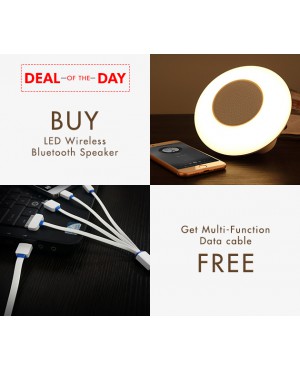 DEAL OF THE DAY
BUY
LED Wireless
Bluetooth Speaker
Get Multi-Function
Data cable
FREE